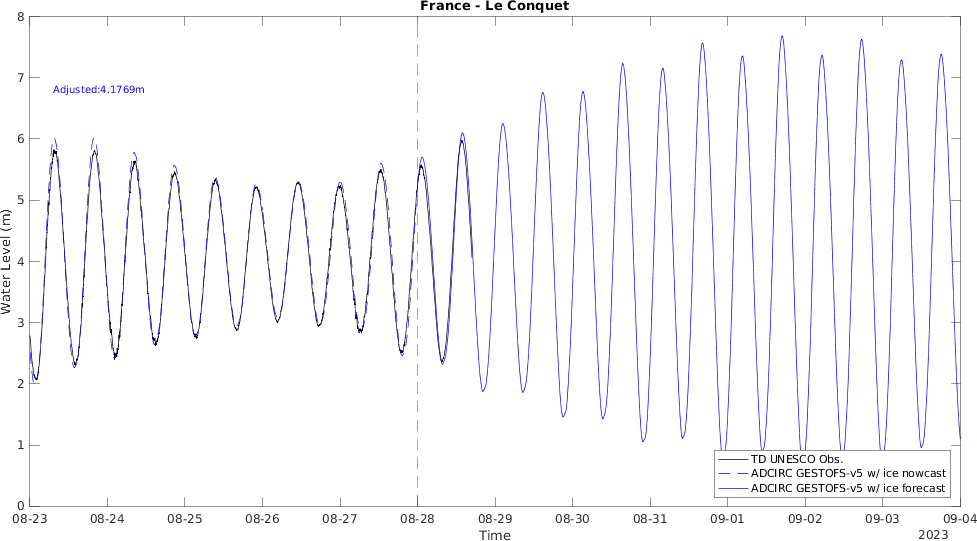 France - Le Conquet
8
7
6
5
4
3
2
1
0
Water Level (m)
Adjusted:4.1769m
TD UNESCO Obs.
ADCIRC GESTOFS-v5 w/ ice nowcast
ADCIRC GESTOFS-v5 w/ ice forecast
08-23 08-24 08-25 08-26 08-27 08-28 08-29 08-30 08-31 09-01 09-02 09-03 09-04
Time
2023